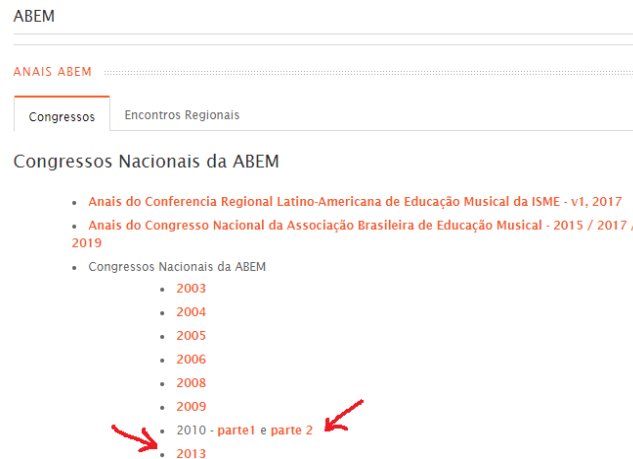 ABEM
ANAIS ABEM
Congressos Encontros Regionais
Congressos Nacionais da ABEM
Anais do Conferencia Regional Latino-Americana de Educação Musical da ISME - v1, 2017
Anais do Congresso Nacional da Associação Brasileira de Educação Musical - 2015 / 2017 /
2019
Congressos Nacionais da ABEM
2003
2004
2005
2006
2008
2009
2010 - parte1 e parte 2
2013